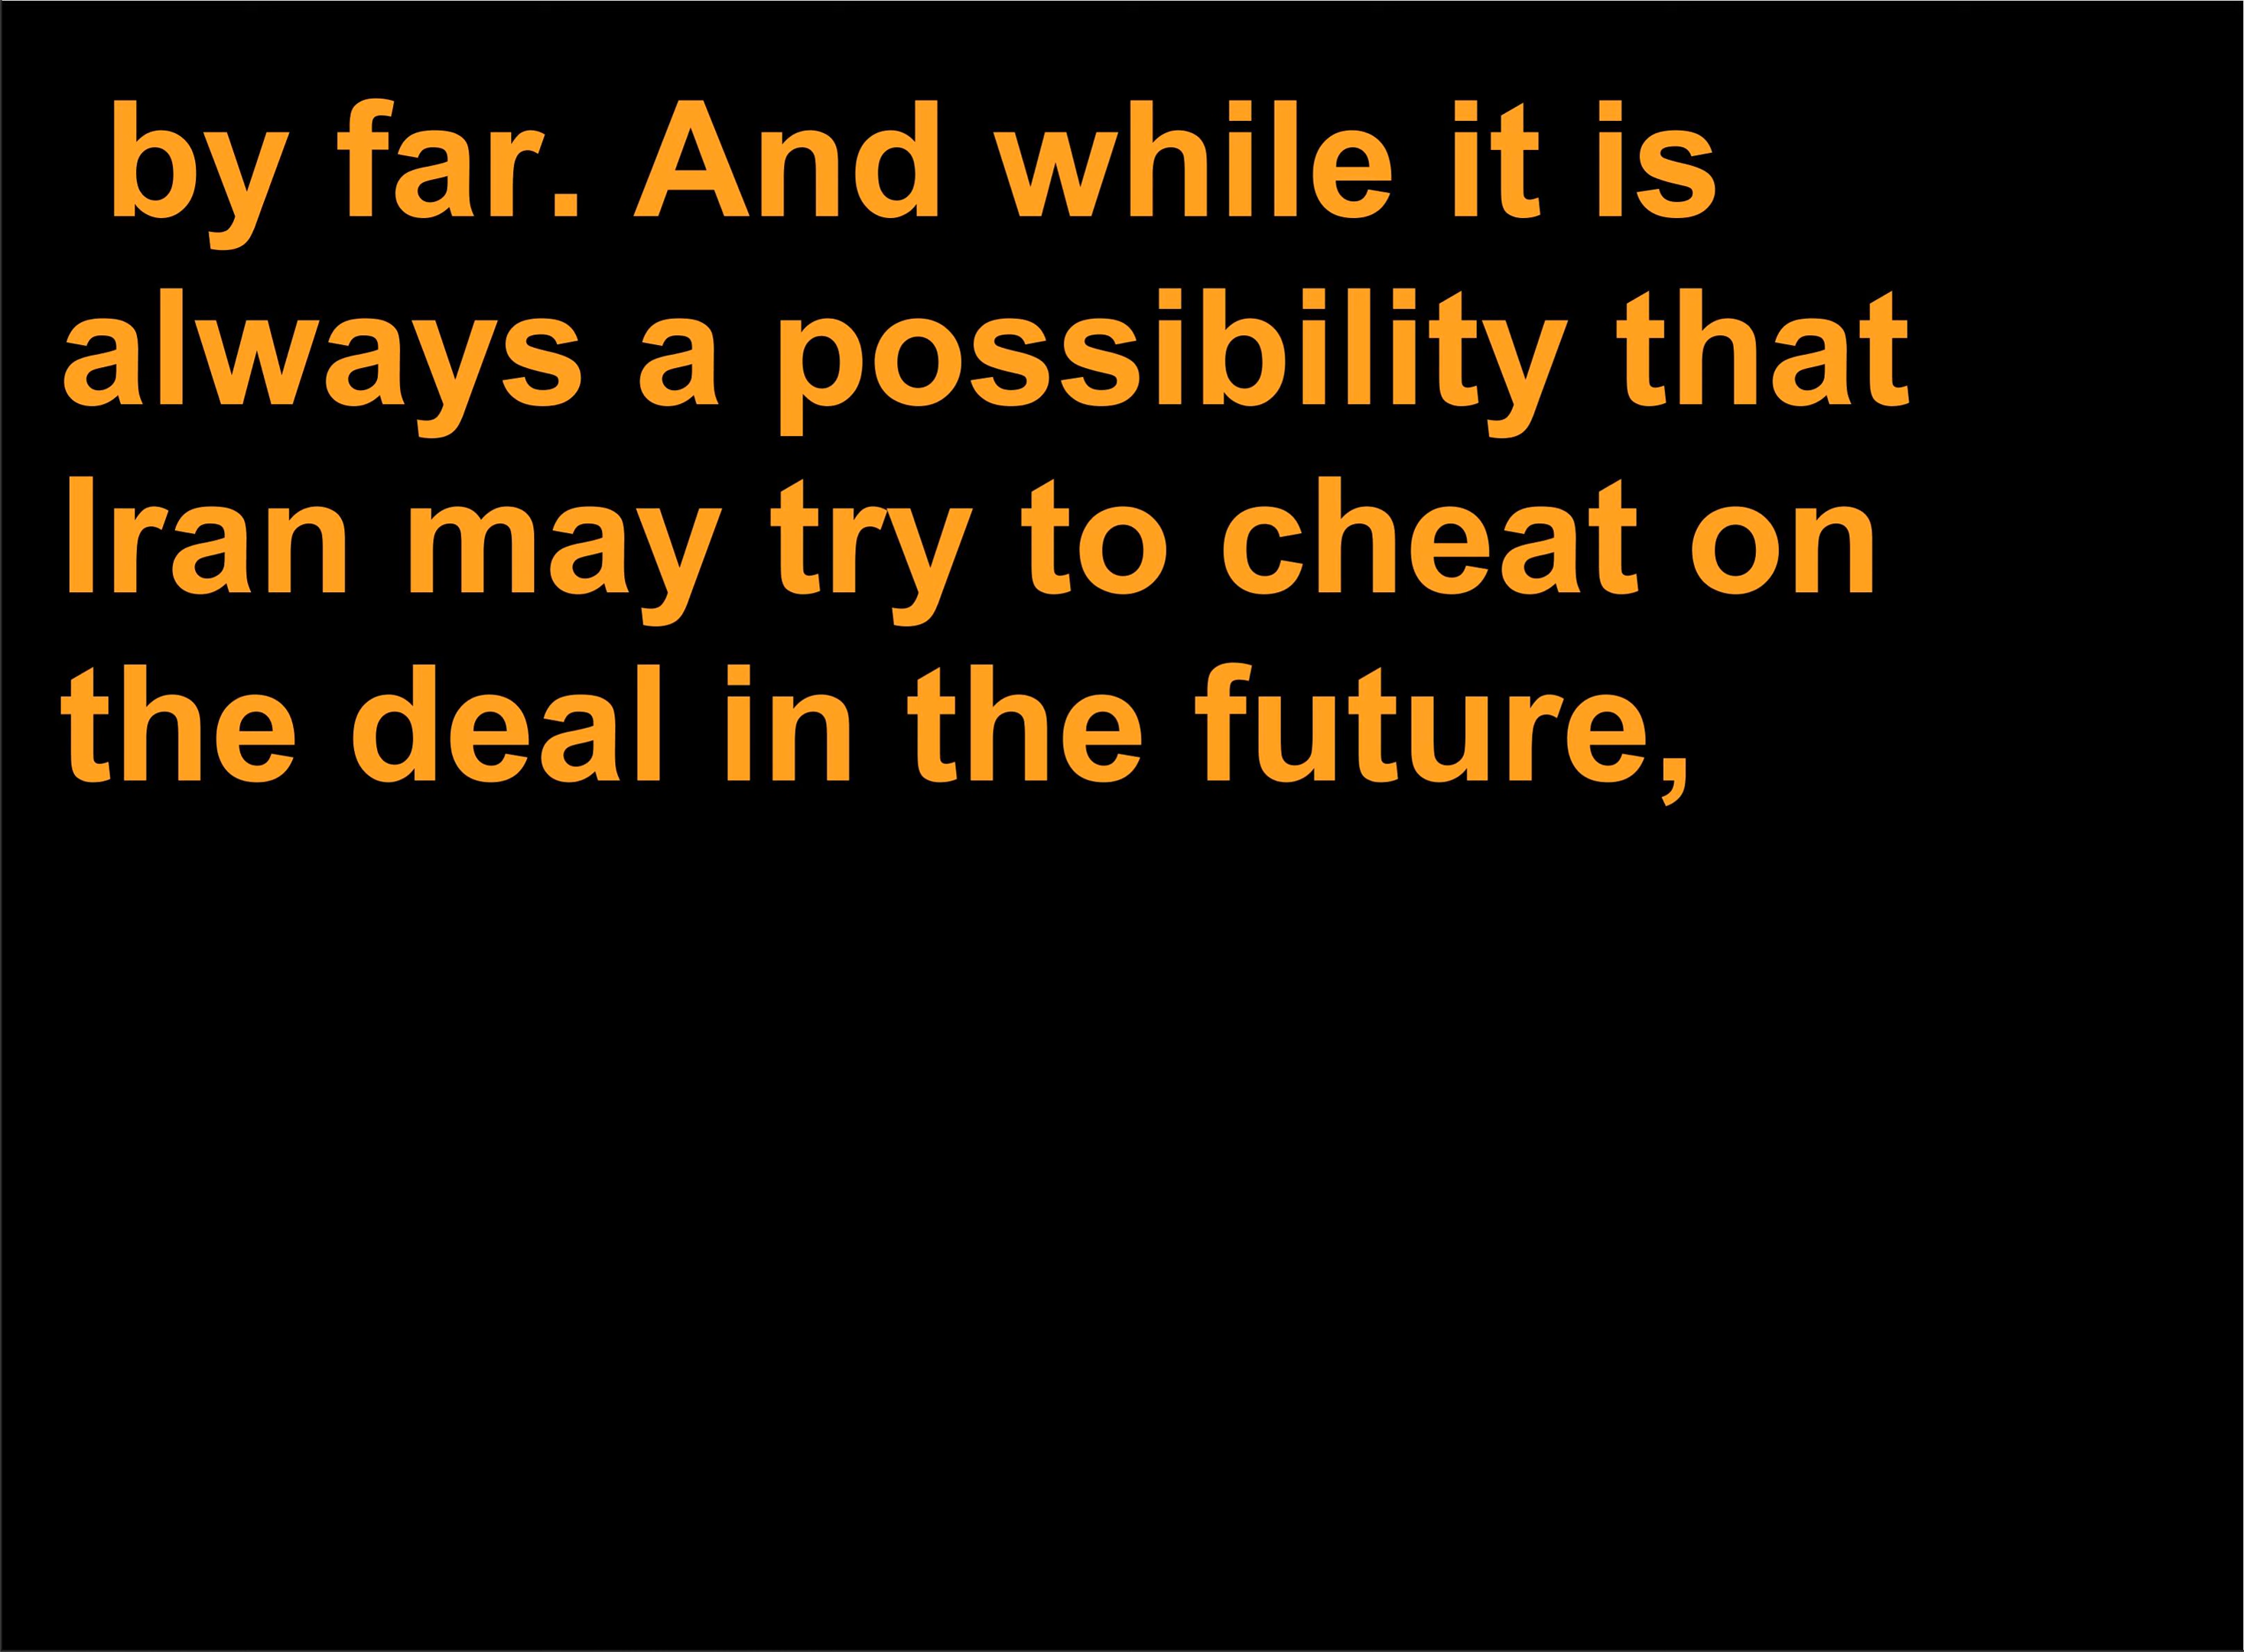 by far. And while it is
always a possibility that
Iran may try to cheat on
the deal in the future,